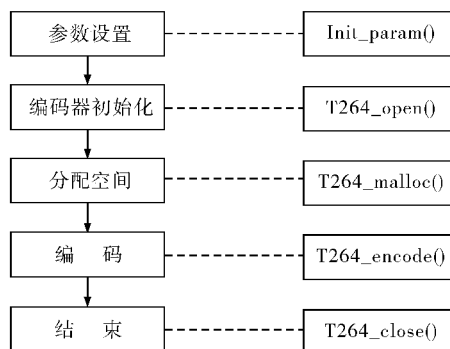 参数设置
Init_param()
编码器初始化
T264_open()
分配空间
T264_malloc()
编 码
T264_encode()
结 束
T264_close()